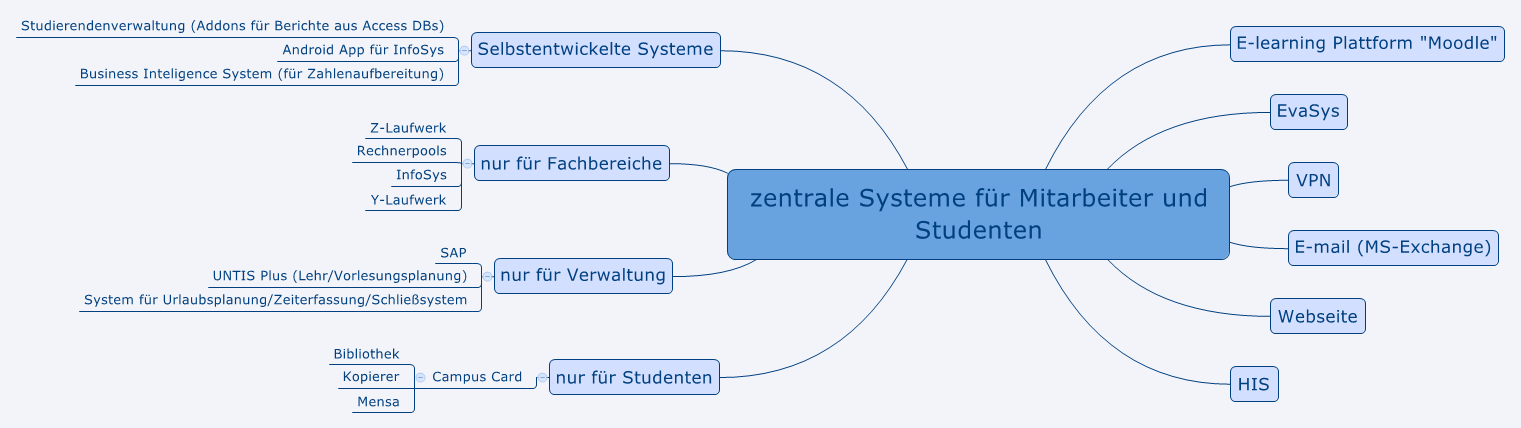 Studierendenverwaltung (Addons für Berichte aus Access DBs)
Android App für InfoSys
Business Inteligence System (für Zahlenaufbereitung)
Selbstentwickelte Systeme
Z-Laufwerk
Rechnerpools
InfoSys
Y-Laufwerk
nur für Fachbereiche
SAP
UNTIS Plus (Lehr/Vorlesungsplanung)
System für Urlaubsplanung/Zeiterfassung/Schließsystem
nur für Verwaltung
Bibliothek
Kopierer
Mensa
Campus Card
nur für Studenten
zentrale Systeme für Mitarbeiter und
Studenten
E-learning Plattform "Moodle"
EvaSys
VPN
E-mail (MS-Exchange)
Webseite
HIS